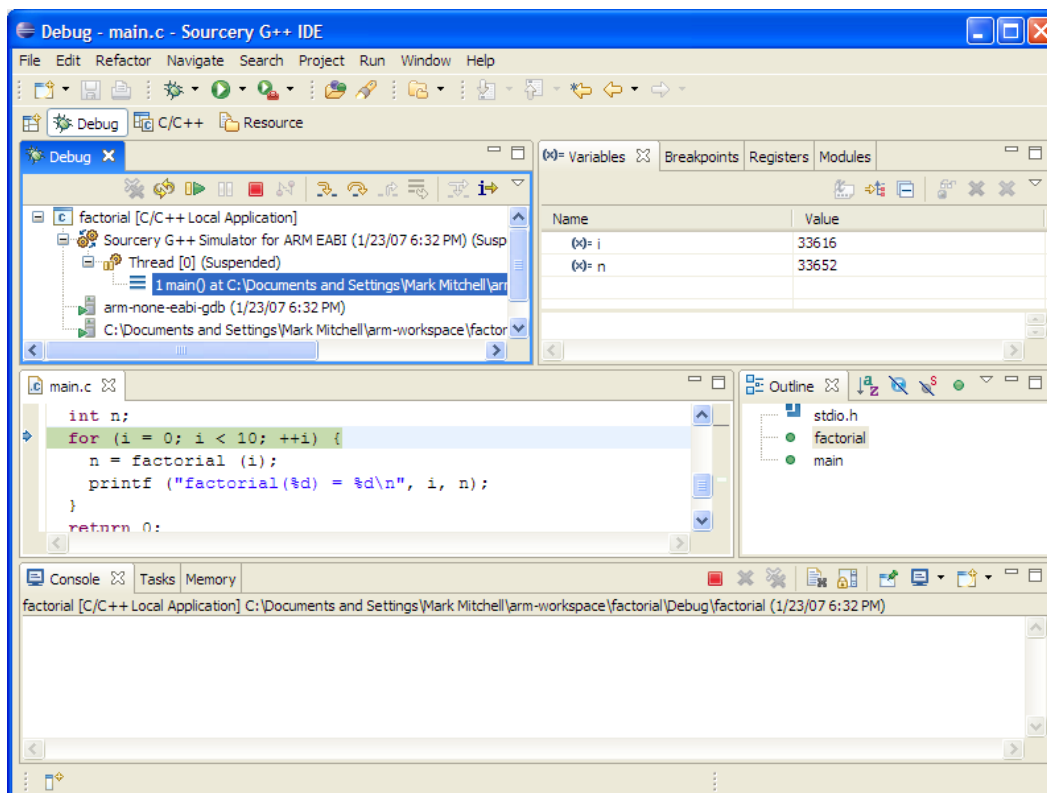 Debug - main.c - Sourcery G++ IDE
File Edit Refactor Navigate Search Project Run Window Help
Debug C/C++ Resource
Debug
factorial [C/C++ Local Application]
Sourcery G++ Simulator for ARM EABI (1/23/07 6:32 PM) (Susp
Thread [0] (Suspended)
1 main() at C:\Documents and Settings\Mark Mitchell\arr
arm-none-eabi-gdb (1/23/07 6:32 PM)
C:\Documents and Settings\Mark Mitchell\arm-workspace\factor
(x)= Variables Breakpoints Registers Modules
Name Value
(x)= i 33616
(x)= n 33652
main.c
int n;
for (i = 0; i < 10; ++i) {
n = factorial (i);
printf ("factorial(%d) = %d\n", i, n);
}
return 0;
Outline
stdio.h
factorial
main
Console Tasks Memory
factorial [C/C++ Local Application] C:\Documents and Settings\Mark Mitchell\arm-workspace\factorial\Debug\factorial (1/23/07 6:32 PM)